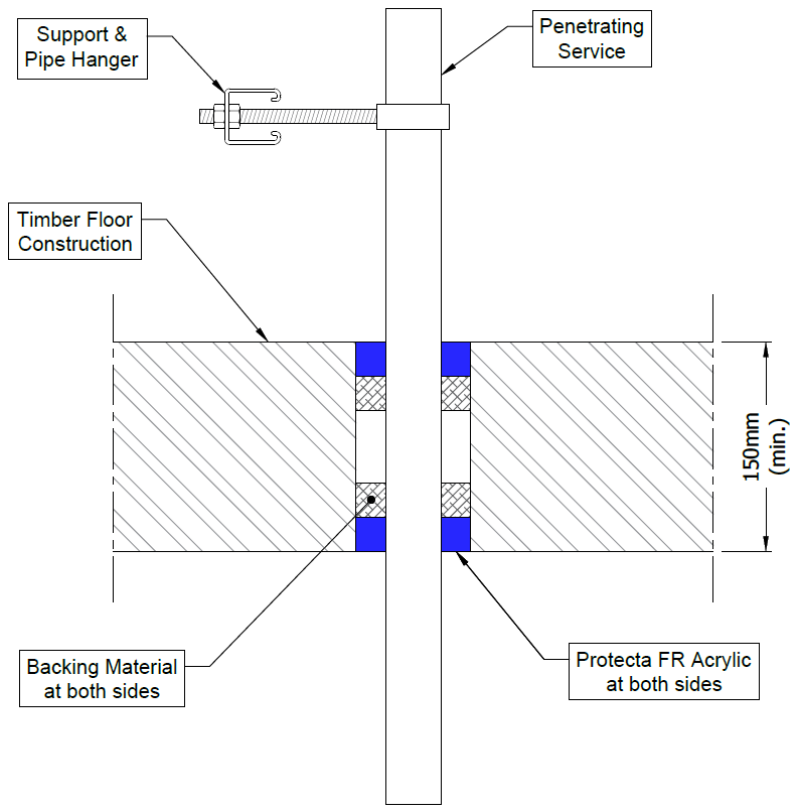 Support &
Pipe Hanger
Penetrating
Service
Timber Floor
Construction
150mm
(min.)
Backing Material
at both sides
Protecta FR Acrylic
at both sides